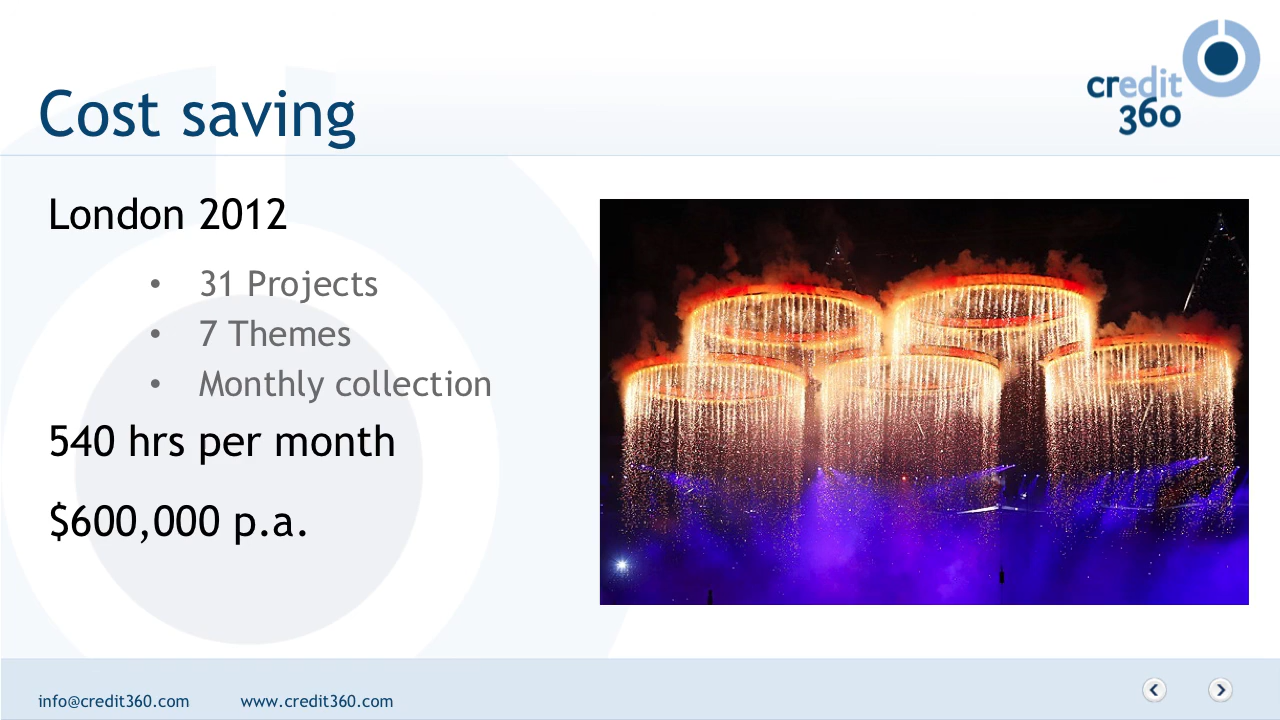 Cost saving
credit
360
London 2012
• 31 Projects
• 7 Themes
• Monthly collection
540 hrs per month
$600,000 p.a.
info@credit360.com www.credit360.com